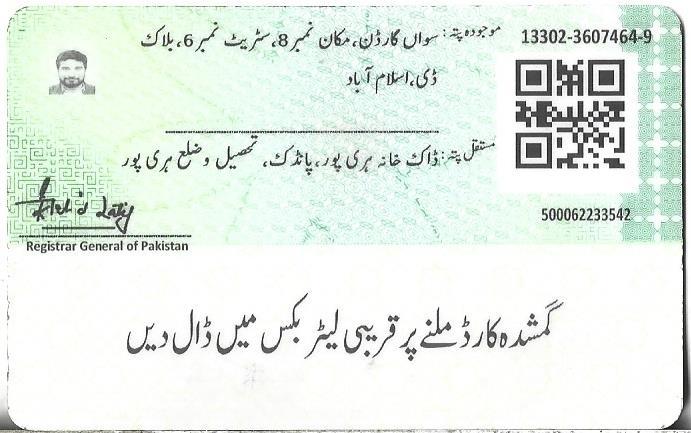 13302-3607464-9
موجودہ پتہ: سواں گارڈن، مکان نمبر 8، سٹریٹ نمبر 6، بلاک
ڈی، اسلام آباد
مستقل پتہ: ڈاک خانہ ہری پور، پانڈک، تحصیل و ضلع ہری پور
500062233542
Registrar General of Pakistan
گمشدہ کارڈ ملنے پر قریبی لیٹر بکس میں ڈال دیں